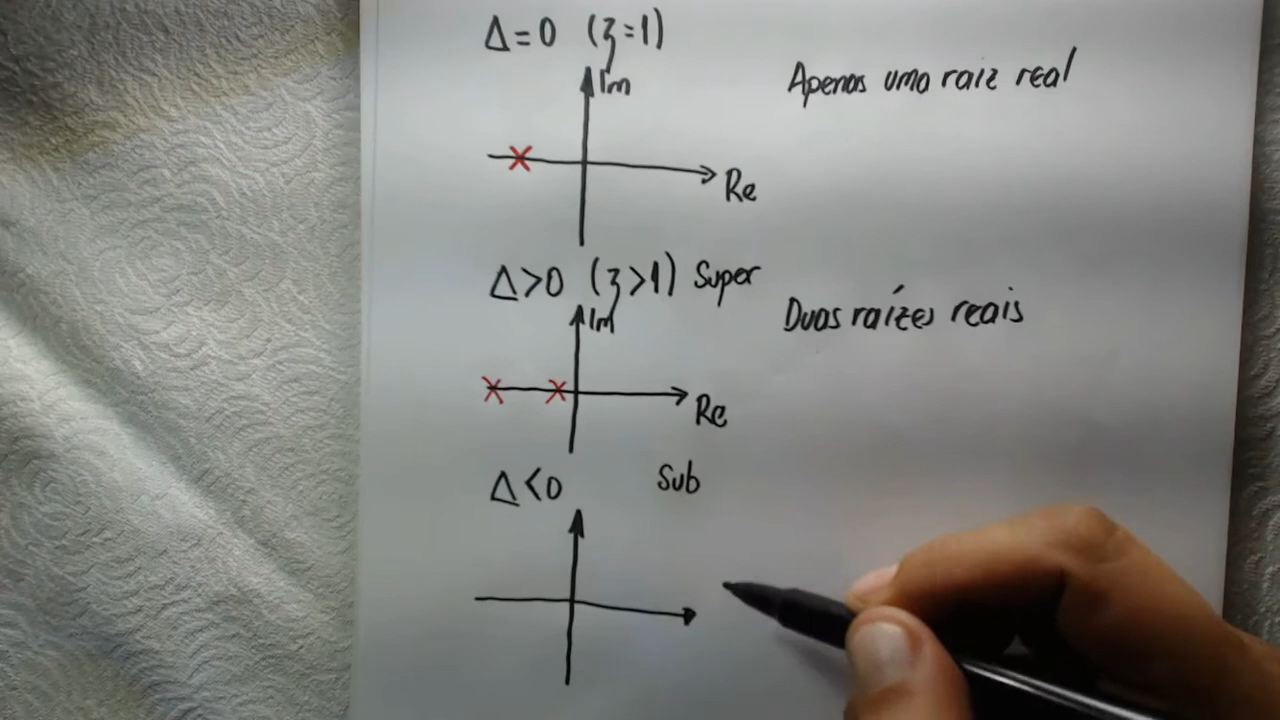 Δ=0 (ζ=1)
Im
Apenas uma raiz real
Re
Δ>0 (ζ>1) Super
Im
Duas raízes reais
Re
Δ<0 Sub